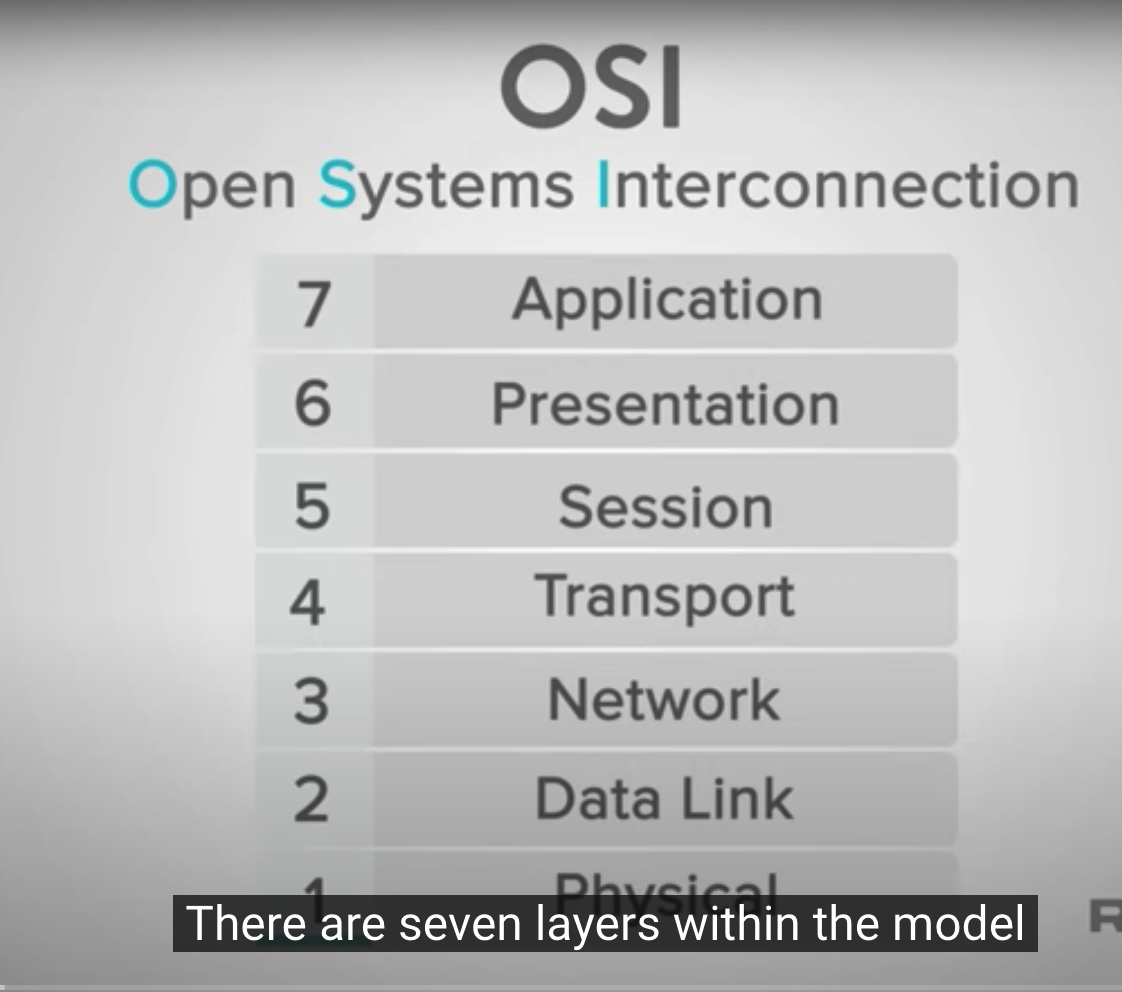 OSI
Open Systems Interconnection
7 Application
6 Presentation
5 Session
4 Transport
3 Network
2 Data Link
1 Physical
There are seven layers within the model
R